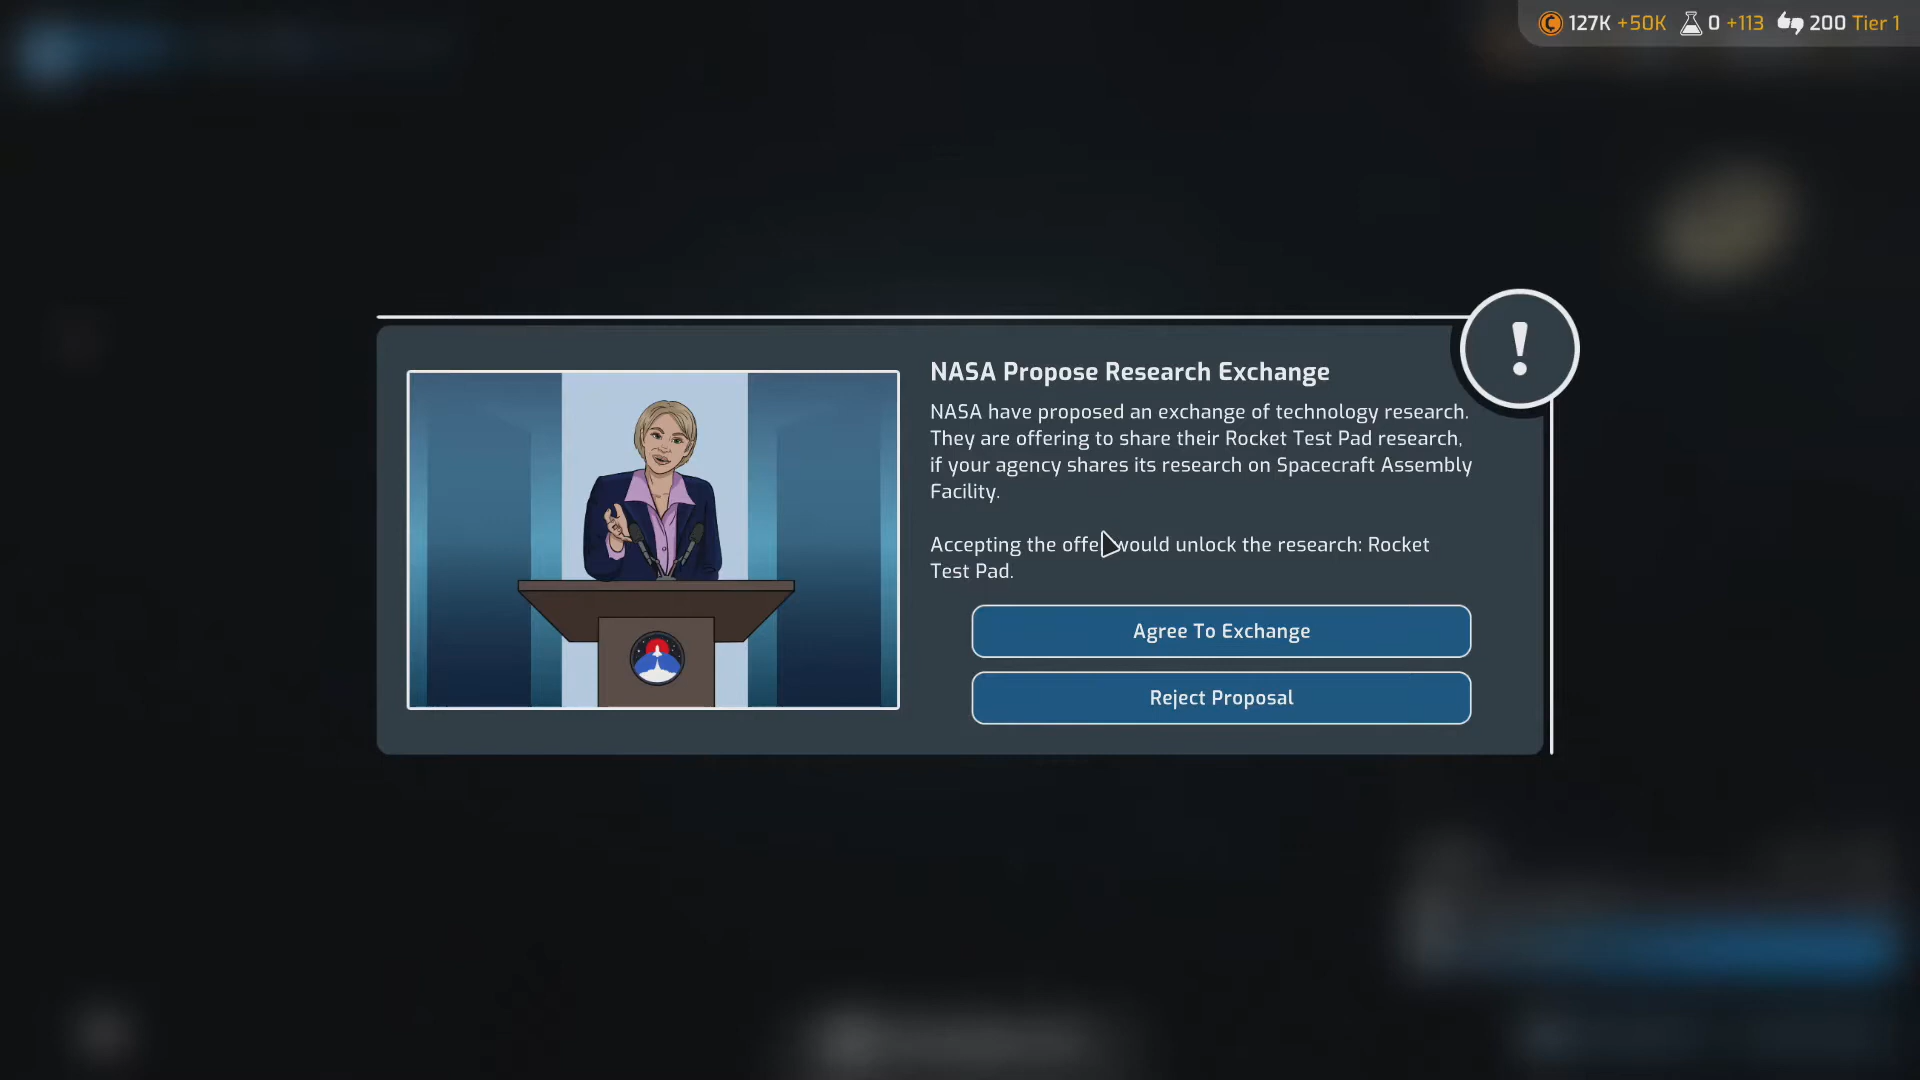 127K +50K 0 +113 200 Tier 1
NASA Propose Research Exchange
NASA have proposed an exchange of technology research.
They are offering to share their Rocket Test Pad research,
if your agency shares its research on Spacecraft Assembly
Facility.
Accepting the offer would unlock the research: Rocket
Test Pad.
Agree To Exchange
Reject Proposal